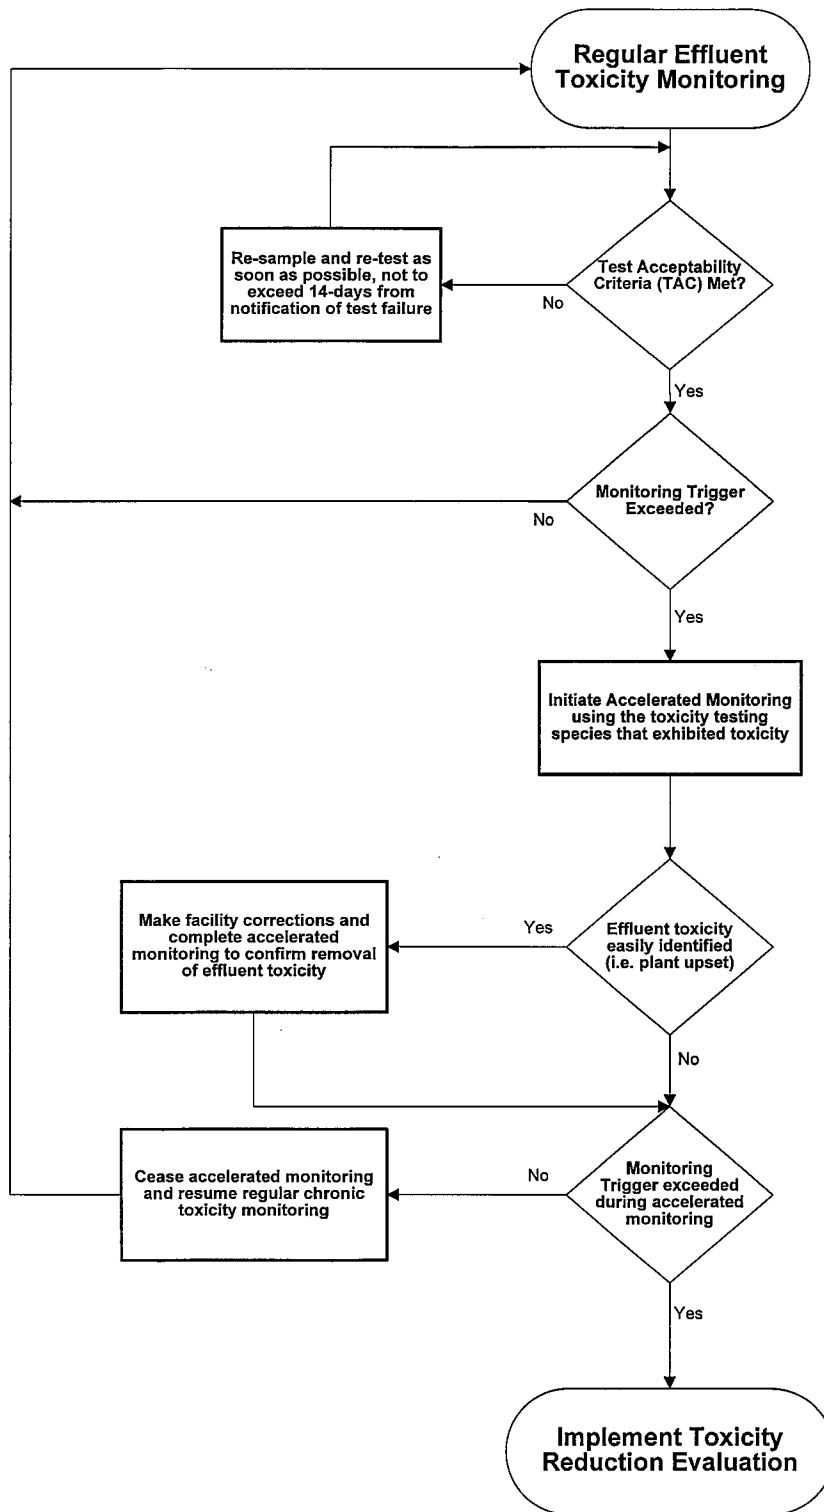 Regular Effluent
Toxicity Monitoring
Re-sample and re-test as
soon as possible, not to
exceed 14-days from
notification of test failure
Test Acceptability
Criteria (TAC) Met?
No
Yes
Monitoring Trigger
Exceeded?
No
Yes
Initiate Accelerated Monitoring
using the toxicity testing
species that exhibited toxicity
Make facility corrections and
complete accelerated
monitoring to confirm removal
of effluent toxicity
Yes
Effluent toxicity
easily identified
(i.e. plant upset)
No
Cease accelerated monitoring
and resume regular chronic
toxicity monitoring
No
Monitoring
Trigger exceeded
during accelerated
monitoring
Yes
Implement Toxicity
Reduction Evaluation